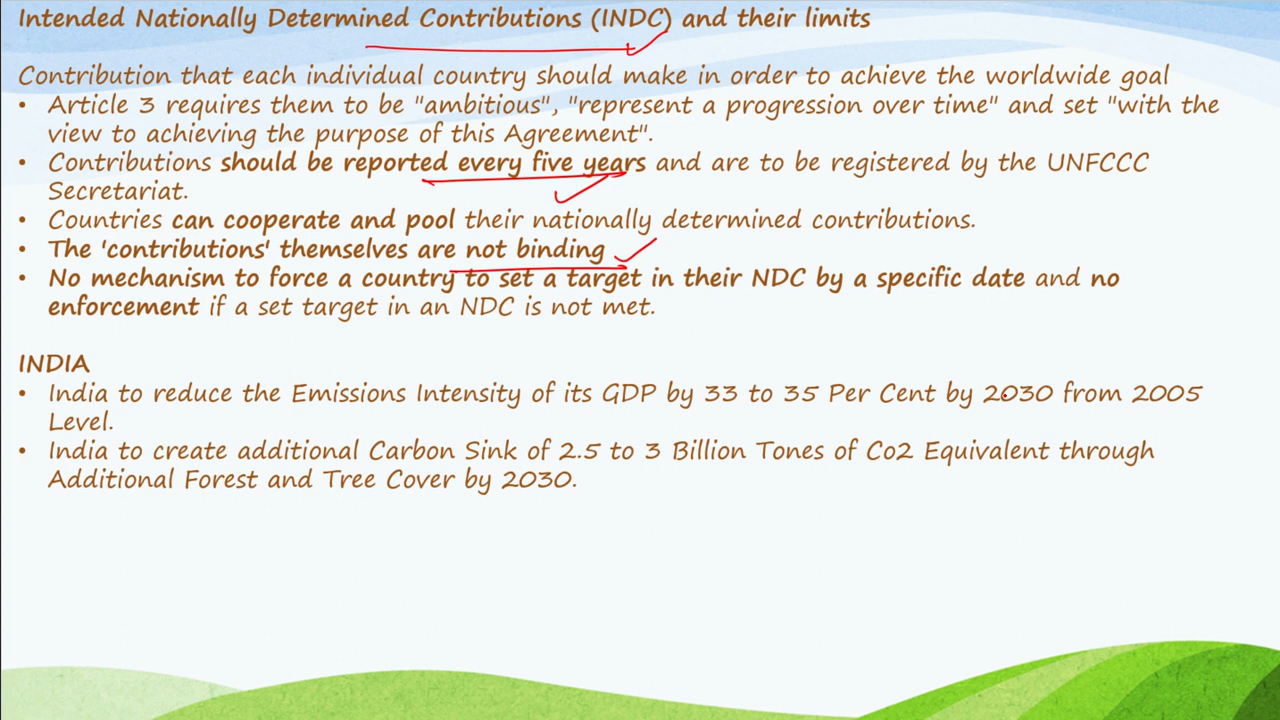 Intended Nationally Determined Contributions (INDC) and their limits
Contribution that each individual country should make in order to achieve the worldwide goal
• Article 3 requires them to be "ambitious", "represent a progression over time" and set "with the
view to achieving the purpose of this Agreement".
• Contributions should be reported every five years and are to be registered by the UNFCCC
Secretariat.
• Countries can cooperate and pool their nationally determined contributions.
• The 'contributions' themselves are not binding
• No mechanism to force a country to set a target in their NDC by a specific date and no
enforcement if a set target in an NDC is not met.
INDIA
• India to reduce the Emissions Intensity of its GDP by 33 to 35 Per Cent by 2030 from 2005
Level.
• India to create additional Carbon Sink of 2.5 to 3 Billion Tones of Co2 Equivalent through
Additional Forest and Tree Cover by 2030.